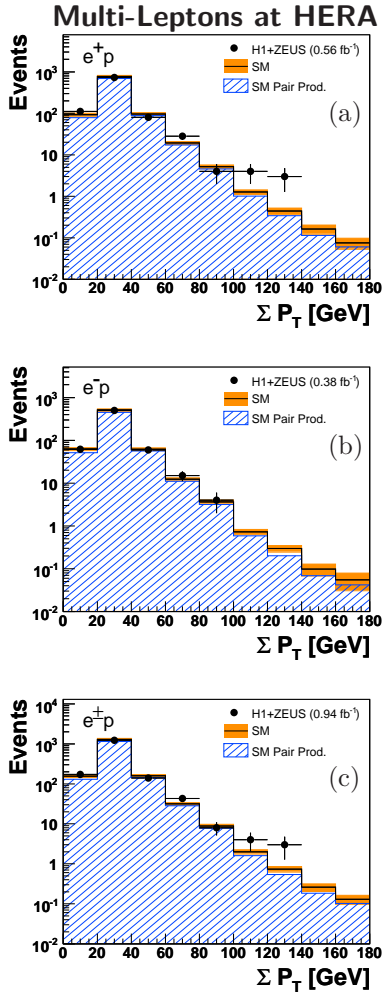 Multi-Leptons at HERA
Events
e⁺p
H1+ZEUS (0.56 fb⁻¹)
SM
SM Pair Prod.
(a)
10³
10²
10
1
10⁻¹
10⁻²
0 20 40 60 80 100 120 140 160 180
Σ P_T [GeV]
Events
e⁻p
H1+ZEUS (0.38 fb⁻¹)
SM
SM Pair Prod.
(b)
10³
10²
10
1
10⁻¹
10⁻²
0 20 40 60 80 100 120 140 160 180
Σ P_T [GeV]
Events
e±p
H1+ZEUS (0.94 fb⁻¹)
SM
SM Pair Prod.
(c)
10⁴
10³
10²
10
1
10⁻¹
10⁻²
0 20 40 60 80 100 120 140 160 180
Σ P_T [GeV]